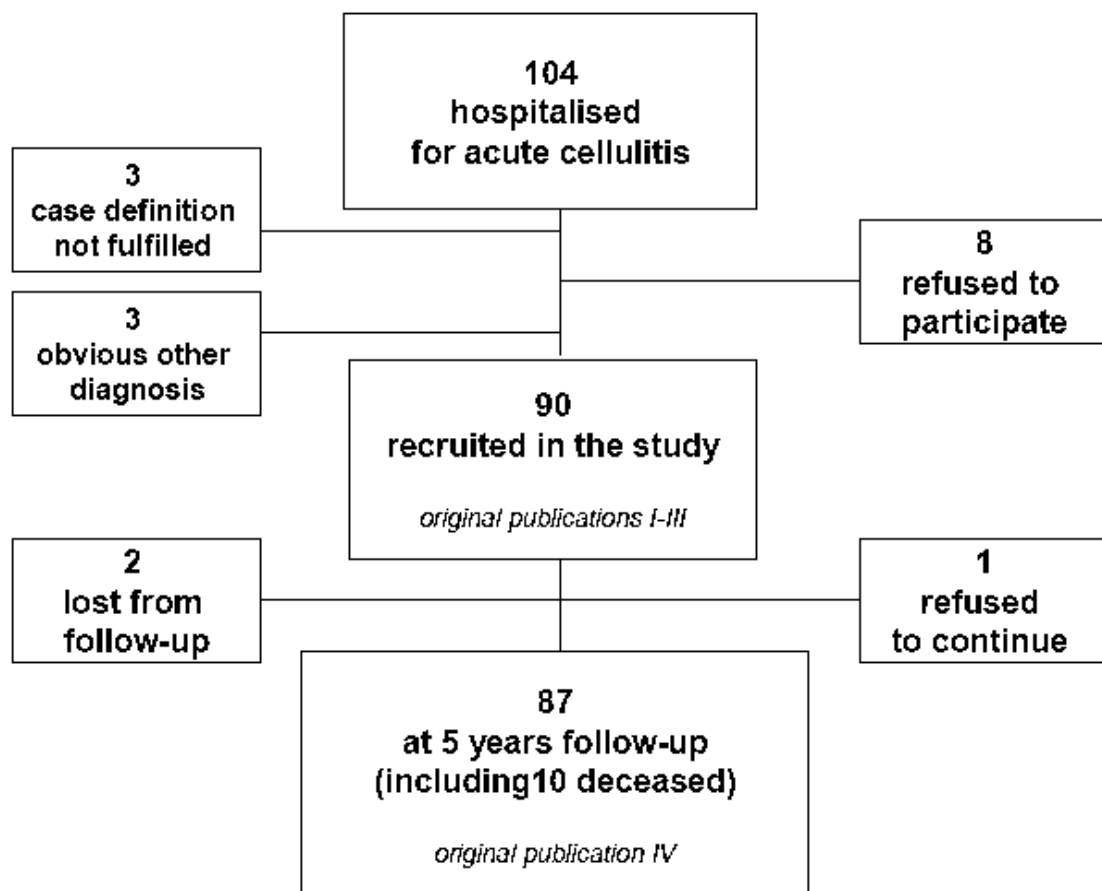 104
hospitalised
for acute cellulitis
3
case definition
not fulfilled
8
refused to
participate
3
obvious other
diagnosis
90
recruited in the study
original publications I-III
2
lost from
follow-up
1
refused
to continue
87
at 5 years follow-up
(including10 deceased)
original publication IV